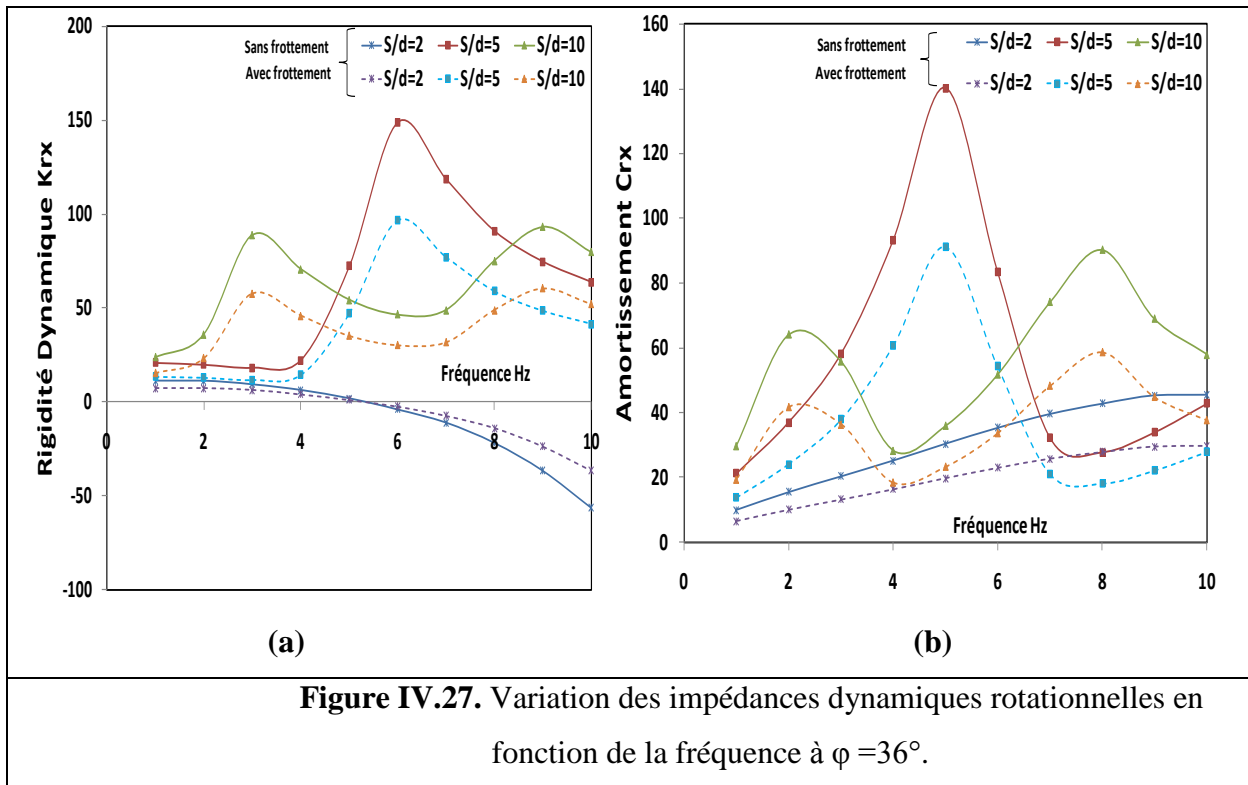 200
150
100
50
0
-50
-100
0 2 4 6 8 10
Rigidité Dynamique Krx
Fréquence Hz
Sans frottement
Avec frottement
S/d=2 S/d=5 S/d=10
S/d=2 S/d=5 S/d=10
(a)
160
140
120
100
80
60
40
20
0
0 2 4 6 8 10
Amortissement Crx
Fréquence Hz
Sans frottement
Avec frottement
S/d=2 S/d=5 S/d=10
S/d=2 S/d=5 S/d=10
(b)
Figure IV.27. Variation des impédances dynamiques rotationnelles en
fonction de la fréquence à φ =36°.